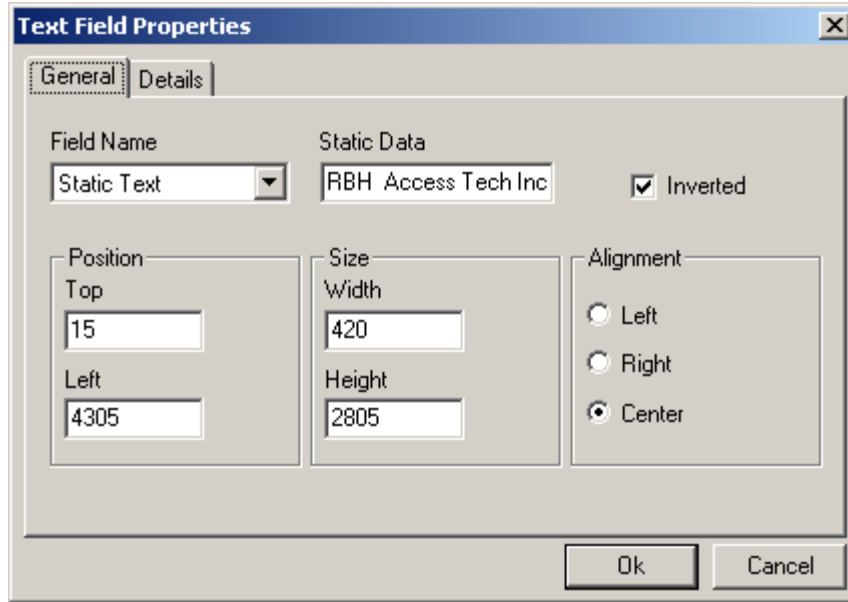 Text Field Properties
General Details
Field Name Static Data
Static Text RBH  Access Tech Inc Inverted
Position Size Alignment
Top Width
15 420 Left
Left Height Right
4305 2805 Center
Ok Cancel